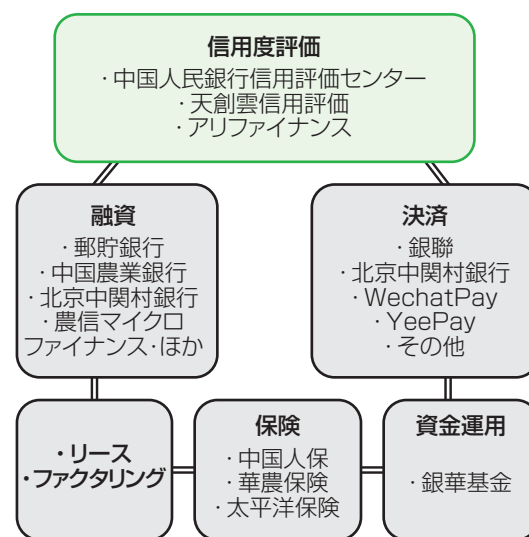 信用度評価
・中国人民銀行信用評価センター
・天創雲信用評価
・アリファイナンス
融資
・郵貯銀行
・中国農業銀行
・北京中関村銀行
・農信マイクロ
ファイナンス・ほか
決済
・銀聯
・北京中関村銀行
・WechatPay
・YeePay
・その他
・リース
・ファクタリング
保険
・中国人保
・華農保険
・太平洋保険
資金運用
・銀華基金